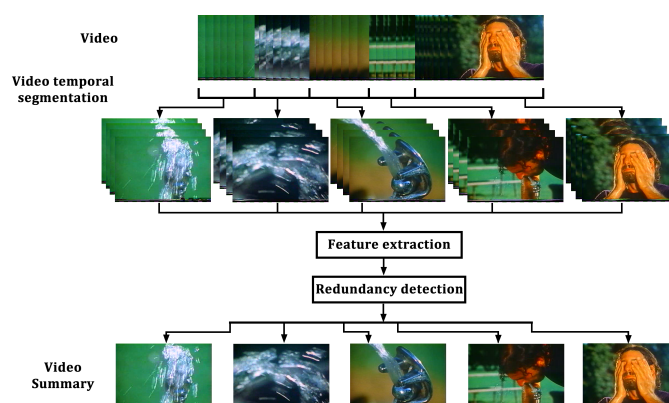 Video
Video temporal
segmentation
Feature extraction
Redundancy detection
Video
Summary